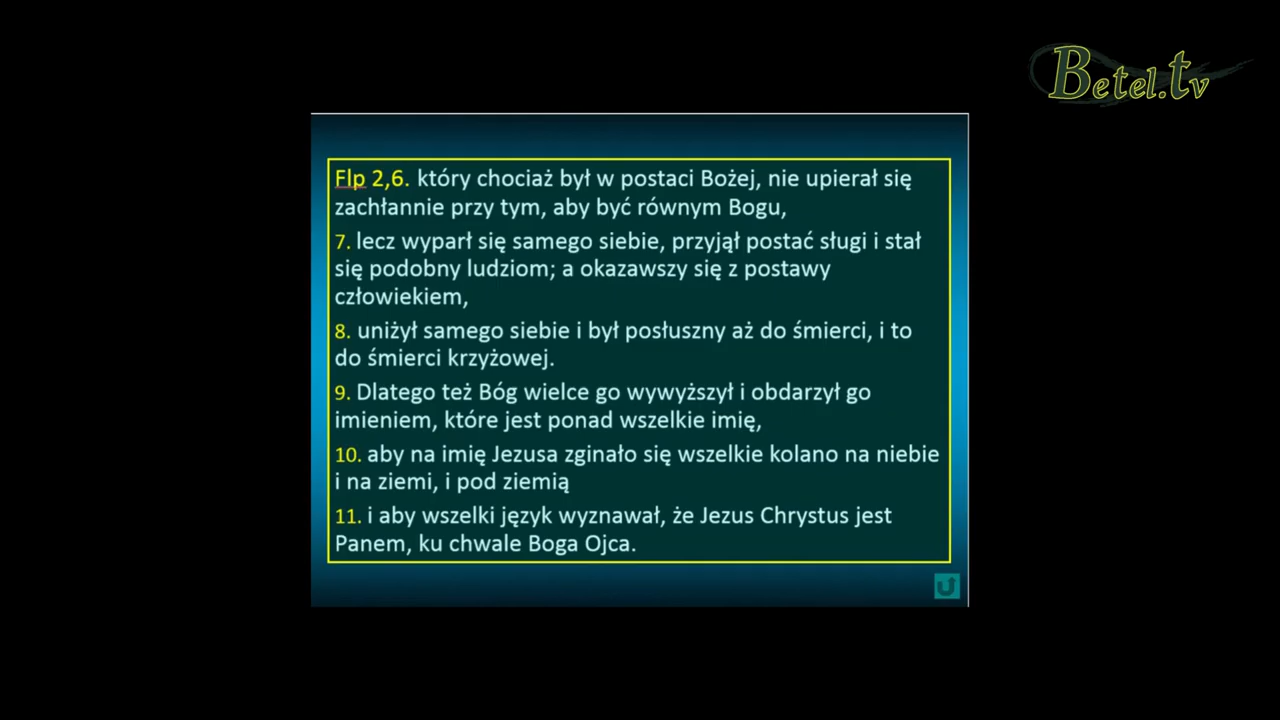 Betel.tv
Flp 2,6. który chociaż był w postaci Bożej, nie upierał się
zachłannie przy tym, aby być równym Bogu,
7. lecz wyparł się samego siebie, przyjął postać sługi i stał
się podobny ludziom; a okazawszy się z postawy
człowiekiem,
8. uniżył samego siebie i był posłuszny aż do śmierci, i to
do śmierci krzyżowej.
9. Dlatego też Bóg wielce go wywyższył i obdarzył go
imieniem, które jest ponad wszelkie imię,
10. aby na imię Jezusa zginało się wszelkie kolano na niebie
i na ziemi, i pod ziemią
11. i aby wszelki język wyznawał, że Jezus Chrystus jest
Panem, ku chwale Boga Ojca.